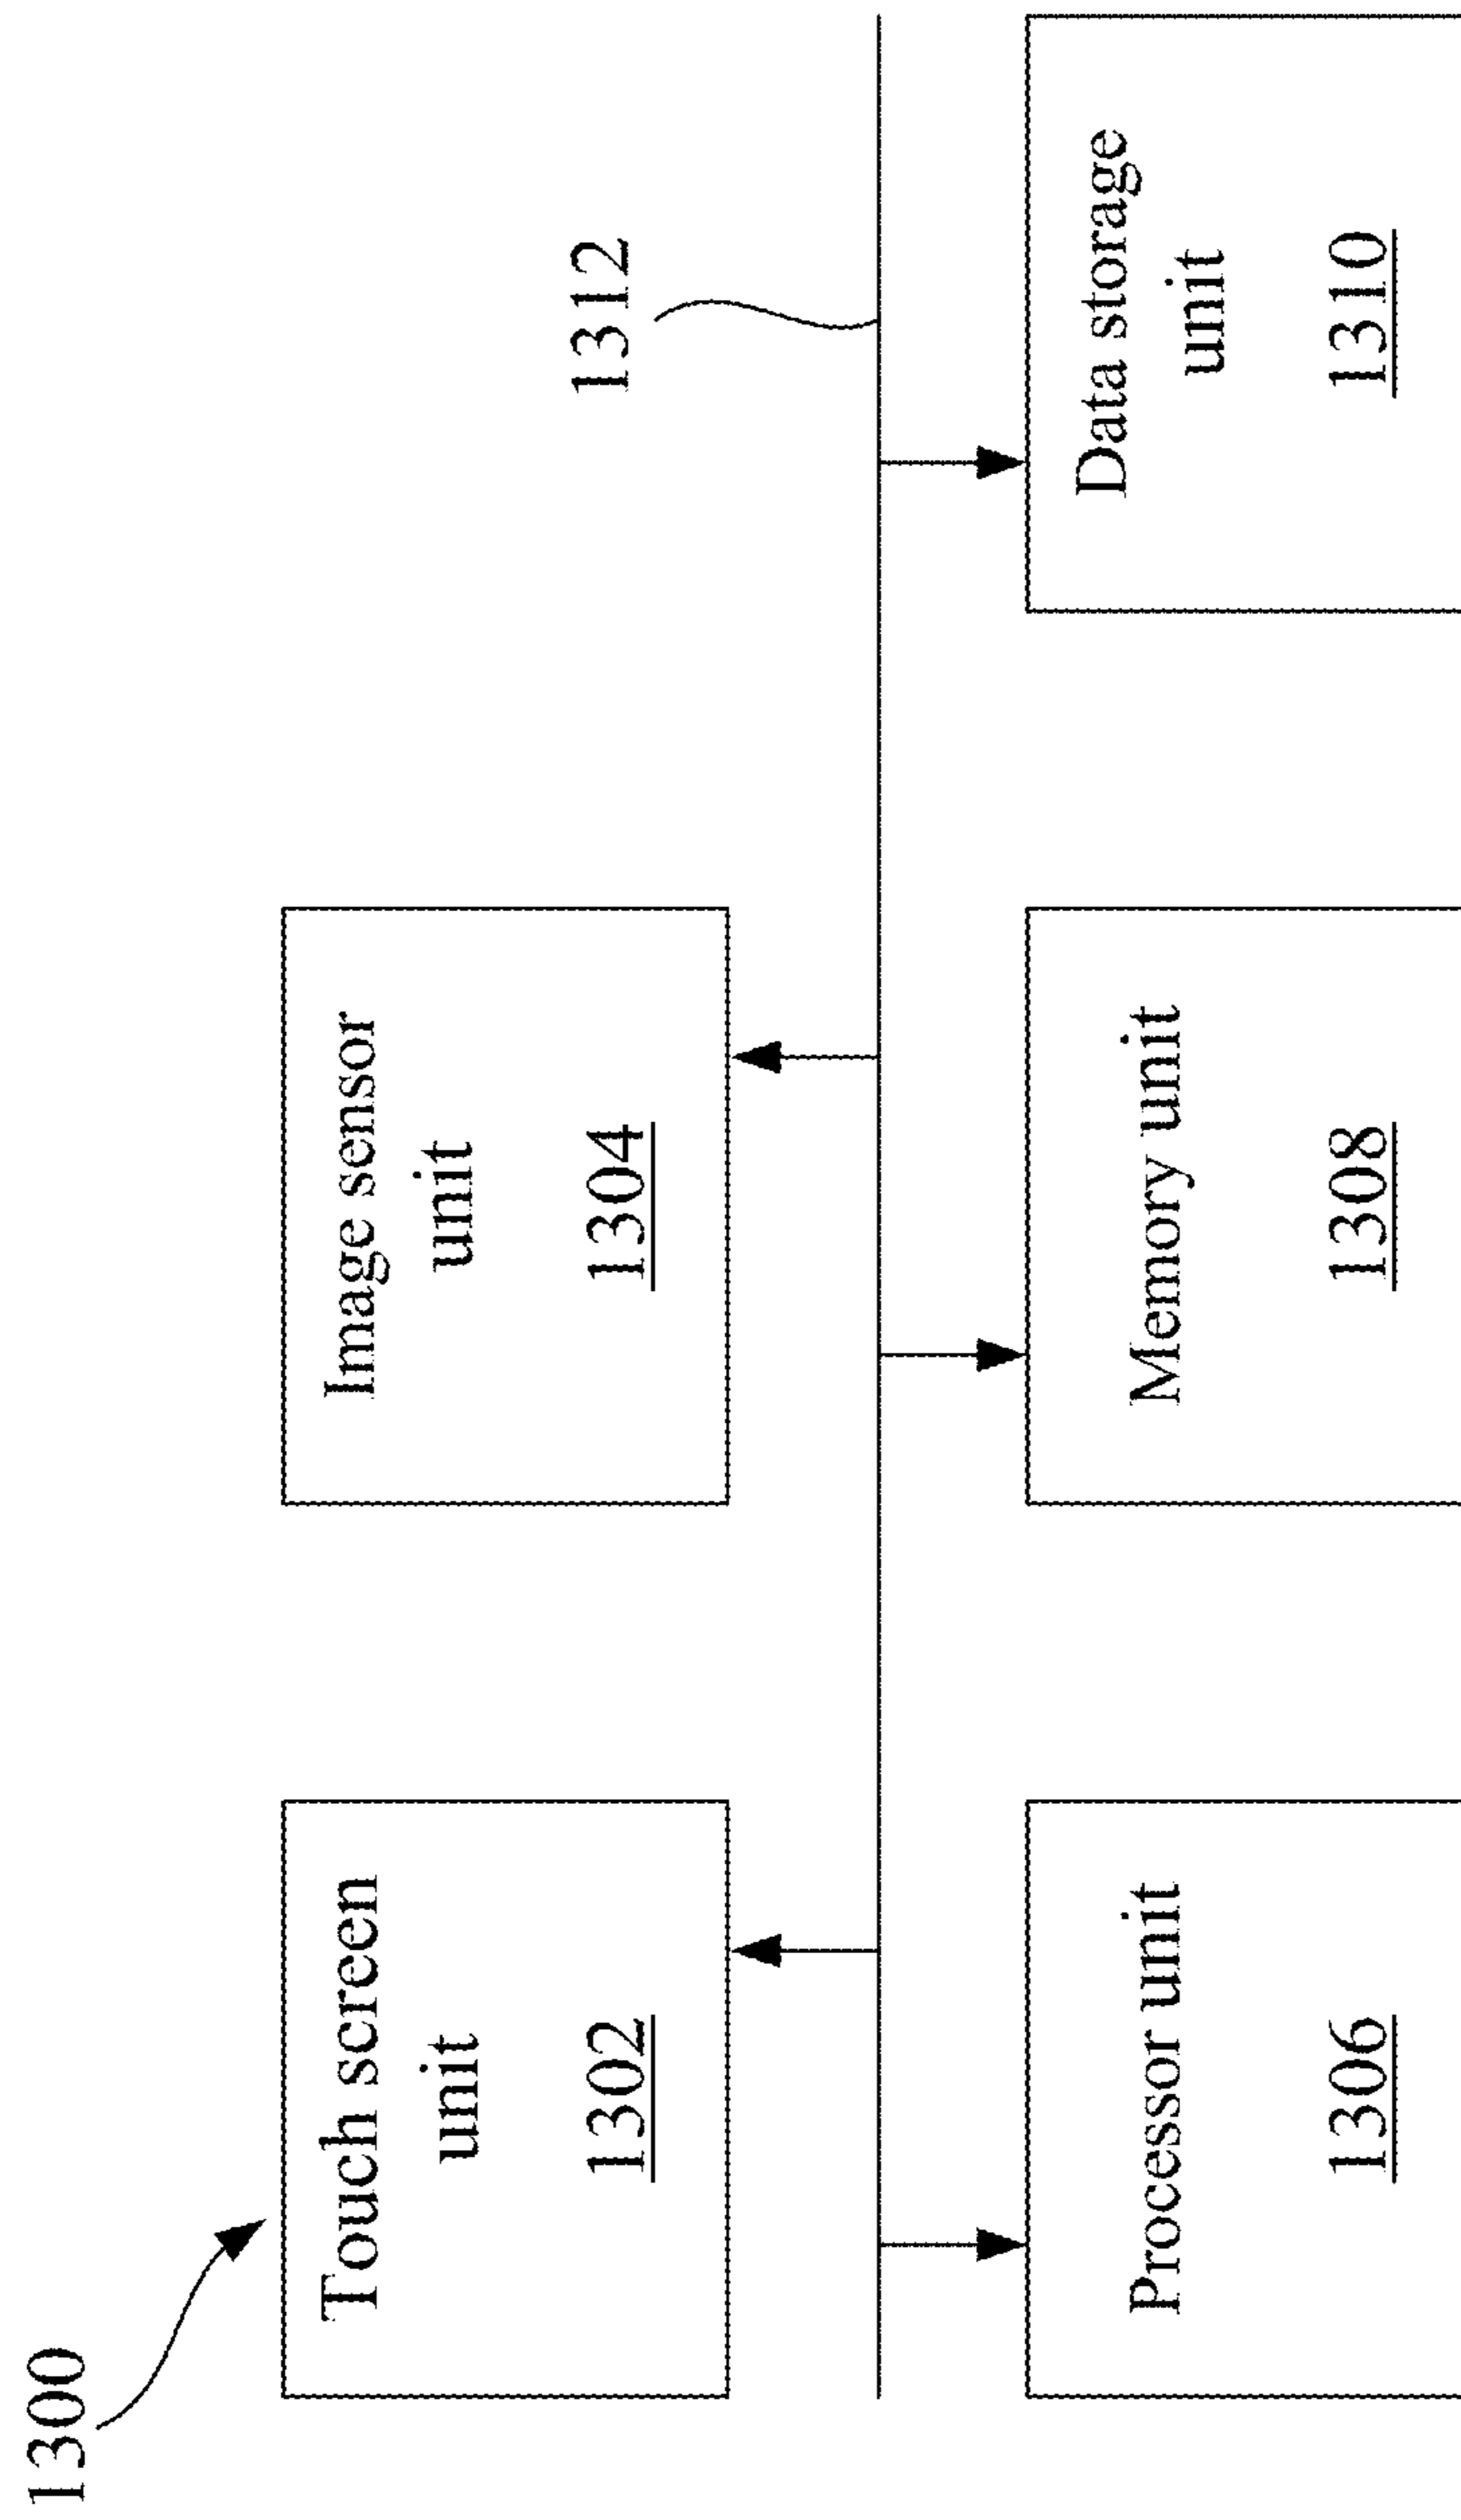 1300
Touch screen
unit
1302
Image sensor
unit
1304
1312
Processor unit
1306
Memory unit
1308
Data storage
unit
1310